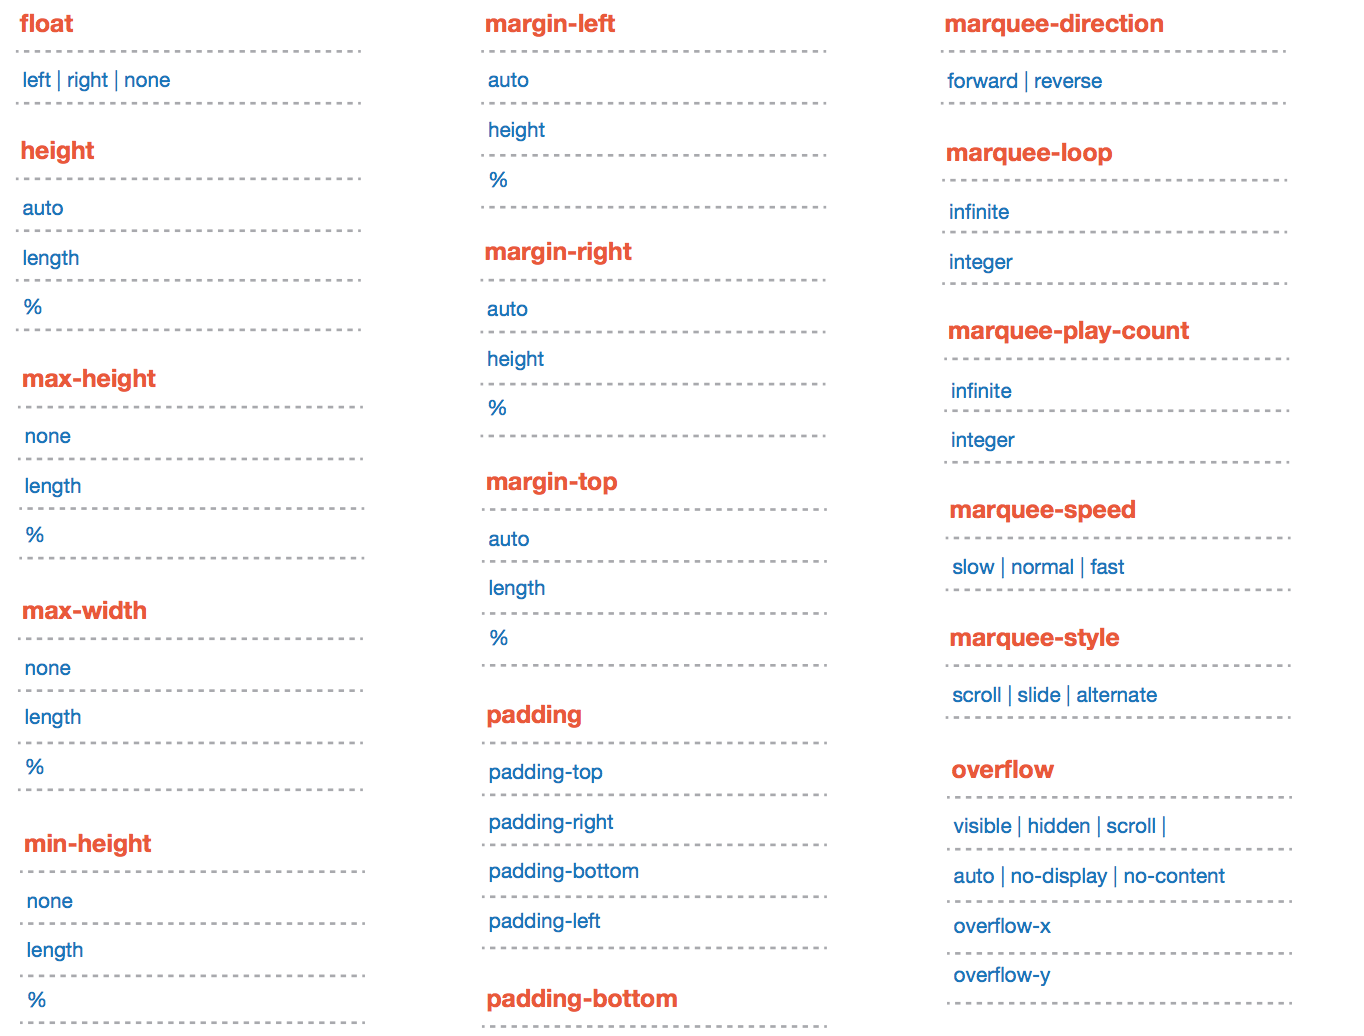 float
left | right | none
height
auto
length
%
max-height
none
length
%
max-width
none
length
%
min-height
none
length
%
margin-left
auto
height
%
margin-right
auto
height
%
margin-top
auto
length
%
padding
padding-top
padding-right
padding-bottom
padding-left
padding-bottom
marquee-direction
forward | reverse
marquee-loop
infinite
integer
marquee-play-count
infinite
integer
marquee-speed
slow | normal | fast
marquee-style
scroll | slide | alternate
overflow
visible | hidden | scroll |
auto | no-display | no-content
overflow-x
overflow-y